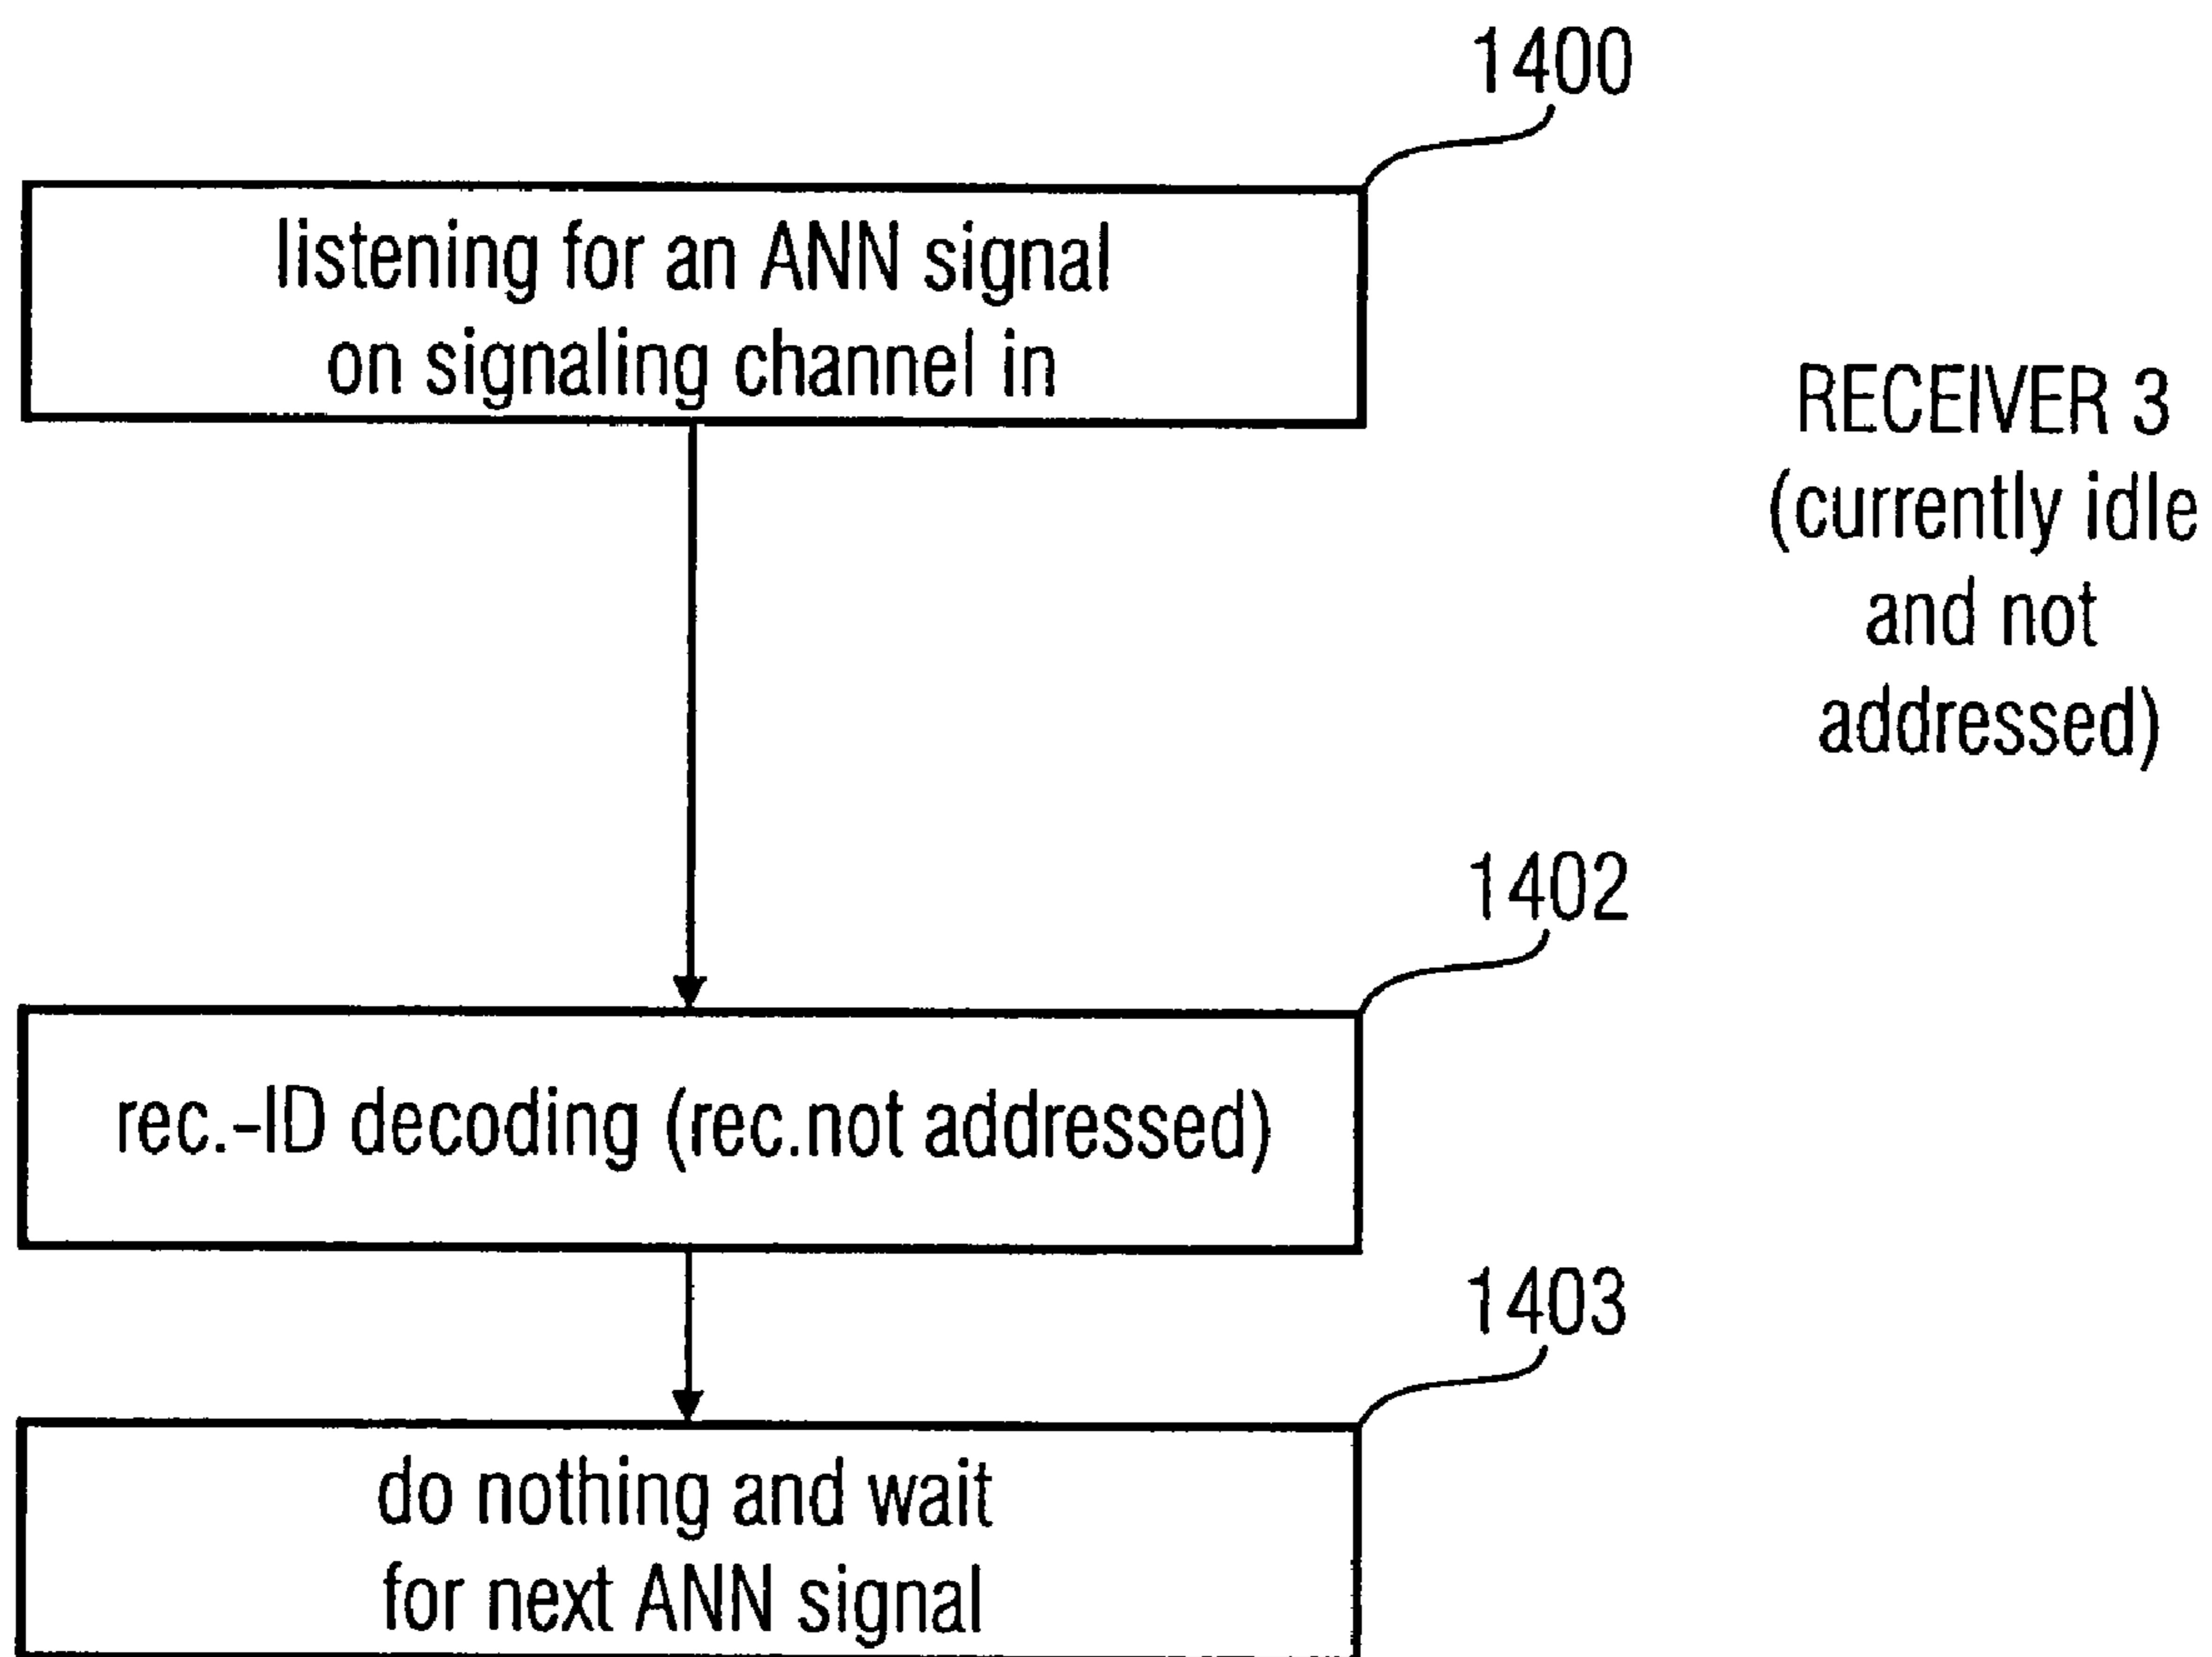 1400
listening for an ANN signal
on signaling channel in
RECEIVER 3
(currently idle
and not
addressed)
1402
rec.-ID decoding (rec.not addressed)
1403
do nothing and wait
for next ANN signal